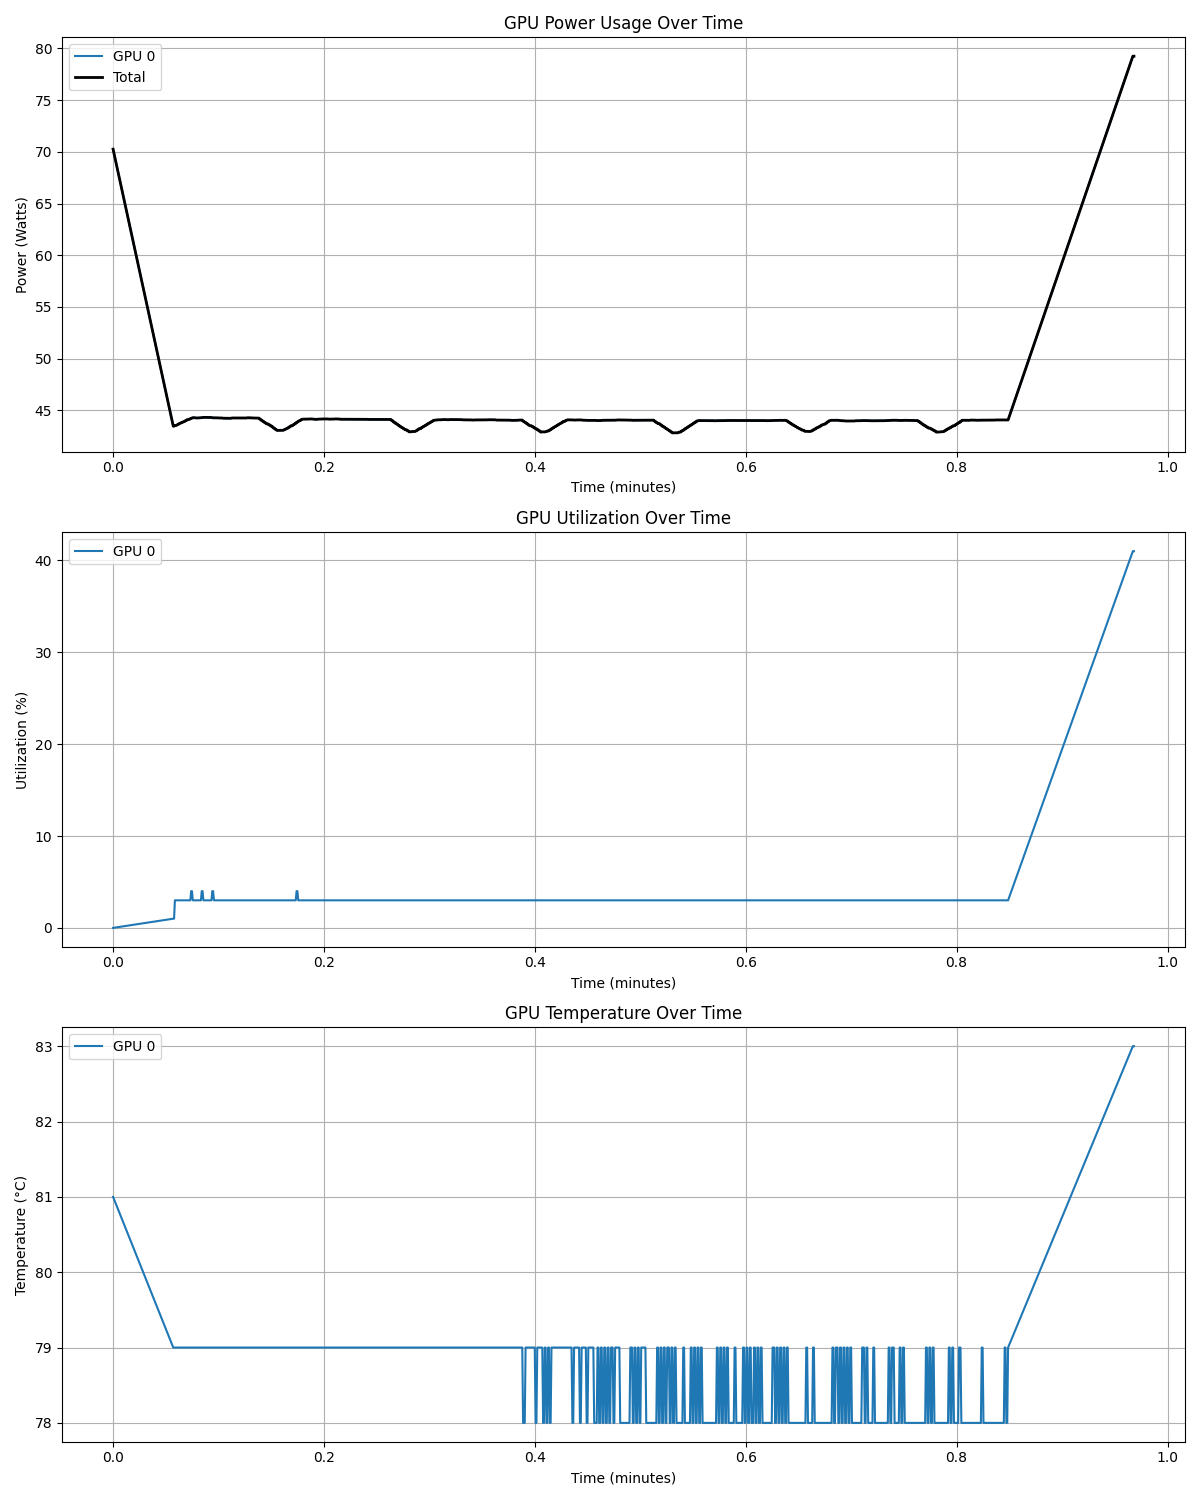 GPU Power Usage Over Time
GPU 0
Total
80
75
70
65
60
55
50
45
Power (Watts)
0.0 0.2 0.4 0.6 0.8 1.0
Time (minutes)
GPU Utilization Over Time
GPU 0
40
30
20
10
0
Utilization (%)
0.0 0.2 0.4 0.6 0.8 1.0
Time (minutes)
GPU Temperature Over Time
GPU 0
83
82
81
80
79
78
Temperature (°C)
0.0 0.2 0.4 0.6 0.8 1.0
Time (minutes)